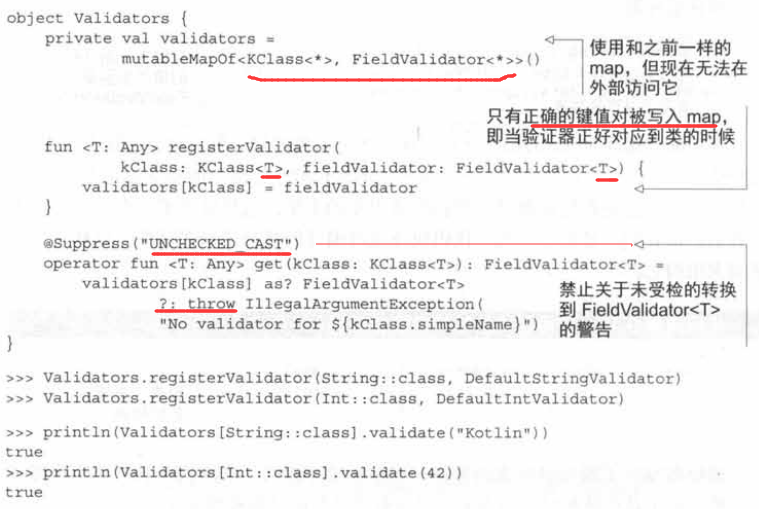 object Validators {
    private val validators =
            mutableMapOf<KClass<*>, FieldValidator<*>>()
使用和之前一样的
map，但现在无法在
外部访问它
只有正确的键值对被写入 map，
即当验证器正好对应到类的时候
    fun <T: Any> registerValidator(
            kClass: KClass<T>, fieldValidator: FieldValidator<T>) {
        validators[kClass] = fieldValidator
    }
    @Suppress("UNCHECKED_CAST")
    operator fun <T: Any> get(kClass: KClass<T>): FieldValidator<T> =
        validators[kClass] as? FieldValidator<T>
                ?: throw IllegalArgumentException(
                "No validator for ${kClass.simpleName}")
}
禁止关于未受检的转换
到 FieldValidator<T>
的警告
>>> Validators.registerValidator(String::class, DefaultStringValidator)
>>> Validators.registerValidator(Int::class, DefaultIntValidator)
>>> println(Validators[String::class].validate("Kotlin"))
true
>>> println(Validators[Int::class].validate(42))
true